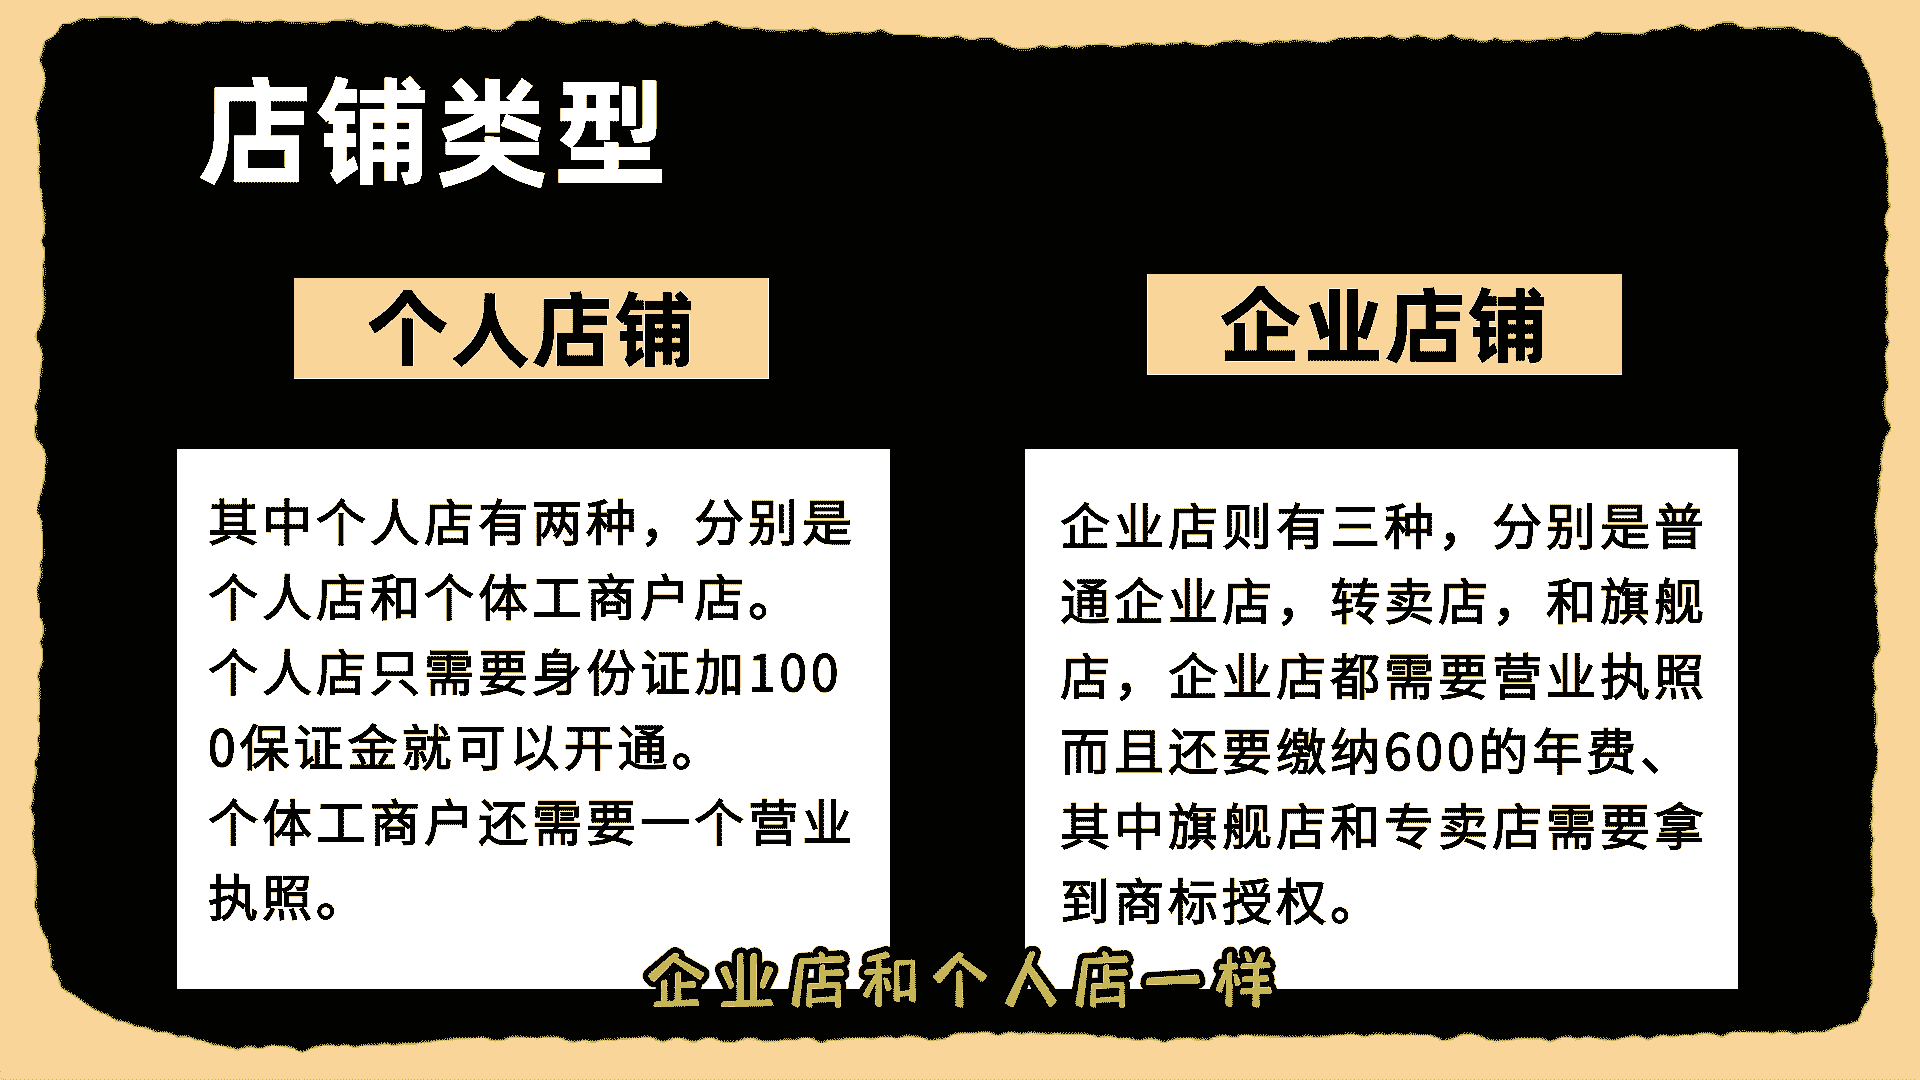 店铺类型
个人店铺
其中个人店有两种，分别是
个人店和个体工商户店。
个人店只需要身份证加100
0保证金就可以开通。
个体工商户还需要一个营业
执照。
企业店铺
企业店则有三种，分别是普
通企业店，转卖店，和旗舰
店，企业店都需要营业执照
而且还要缴纳600的年费、
其中旗舰店和专卖店需要拿
到商标授权。
企业店和个人店一样